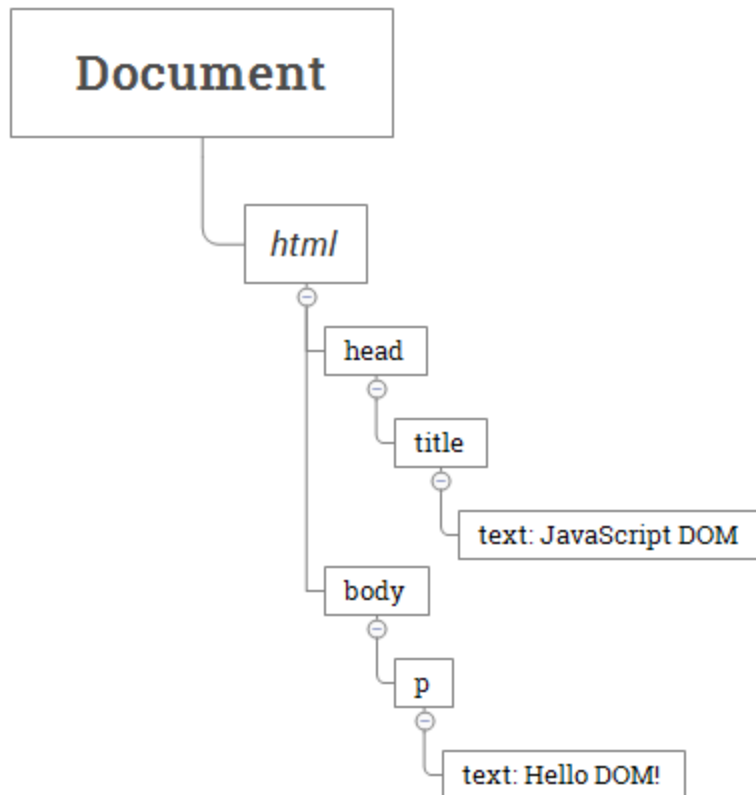 Document
html
head
title
text: JavaScript DOM
body
p
text: Hello DOM!